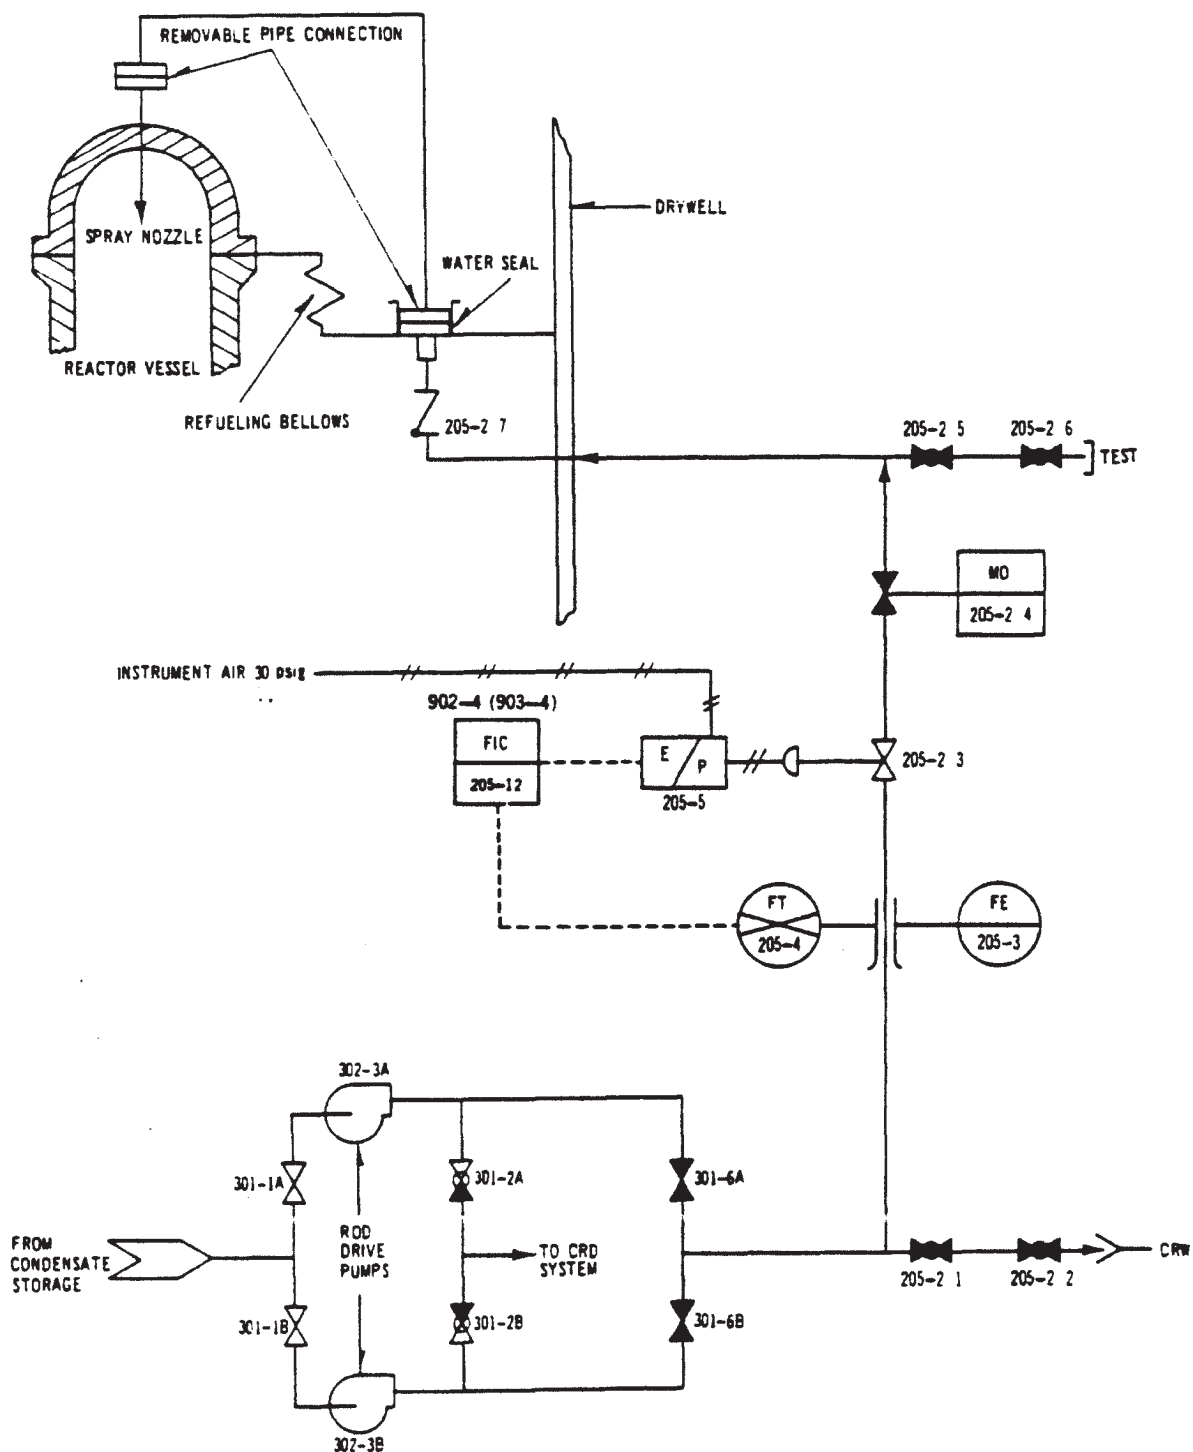 REMOVABLE PIPE CONNECTION
DRYWELL
SPRAY NOZZLE
WATER SEAL
REACTOR VESSEL
REFUELING BELLOWS
205-2 7
205-2 5
205-2 6
TEST
MO
205-2 4
INSTRUMENT AIR 30 psig
902-4 (903-4)
FIC
205-12
E
P
205-5
205-2 3
FT
205-4
FE
205-3
302-3A
301-1A
301-2A
301-6A
FROM
CONDENSATE
STORAGE
ROD
DRIVE
PUMPS
TO CRD
SYSTEM
CRW
205-2 1
205-2 2
301-1B
301-2B
301-6B
302-3B